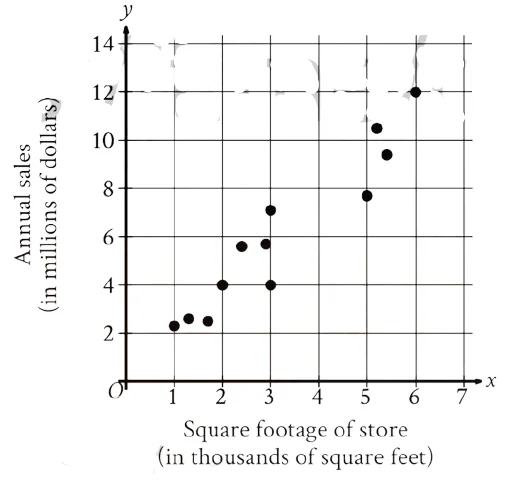 y
14
12
10
8
6
4
2
O
1 2 3 4 5 6 7
x
Annual sales
(in millions of dollars)
Square footage of store
(in thousands of square feet)